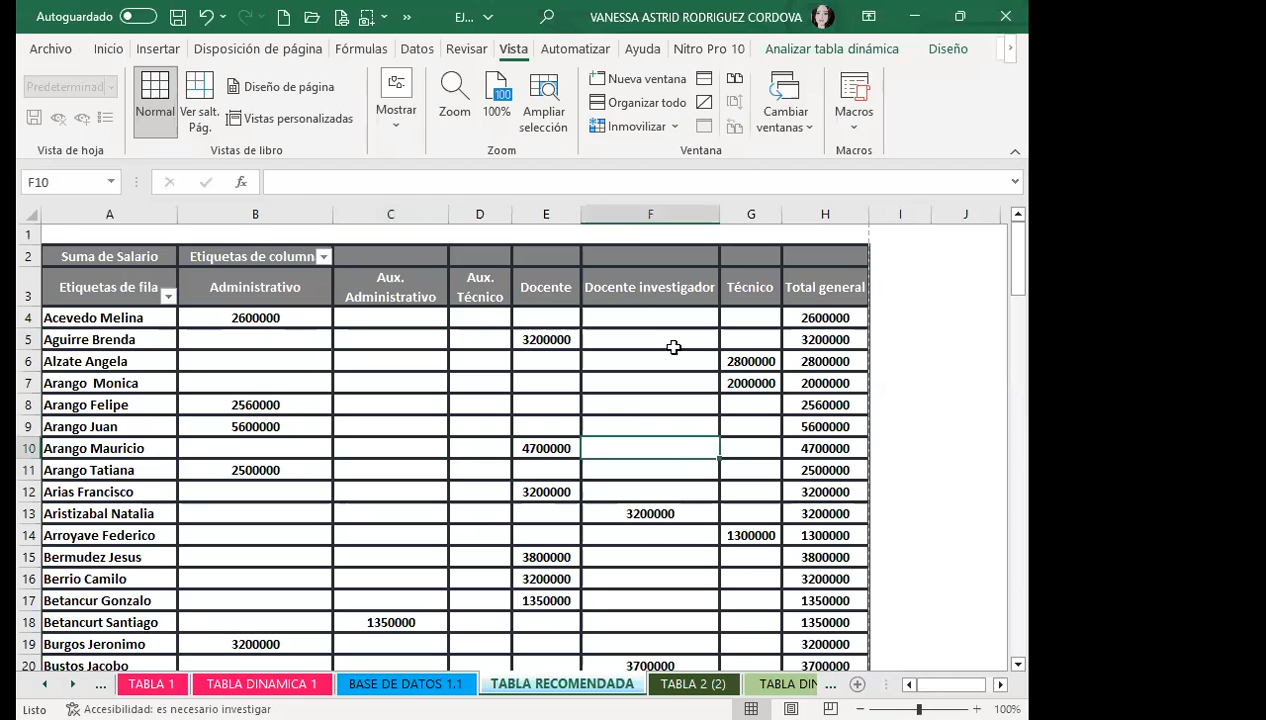 Autoguardado EJ... VANESSA ASTRID RODRIGUEZ CORDOVA
Archivo Inicio Insertar Disposición de página Fórmulas Datos Revisar Vista Automatizar Ayuda Nitro Pro 10 Analizar tabla dinámica Diseño
Predeterminad
Normal
Ver salt. Pág.
Diseño de página
Vistas personalizadas
Mostrar
Zoom
100
100%
Ampliar selección
Nueva ventana
Organizar todo
Inmovilizar
Cambiar ventanas
Macros
Vista de hoja Vistas de libro Zoom Ventana Macros
F10 fx
A B C D E F G H I J
1
2 Suma de Salario Etiquetas de column
3 Etiquetas de fila Administrativo Aux. Administrativo Aux. Técnico Docente Docente investigador Técnico Total general
4 Acevedo Melina 2600000 2600000
5 Aguirre Brenda 3200000 3200000
6 Alzate Angela 2800000 2800000
7 Arango Monica 2000000 2000000
8 Arango Felipe 2560000 2560000
9 Arango Juan 5600000 5600000
10 Arango Mauricio 4700000 4700000
11 Arango Tatiana 2500000 2500000
12 Arias Francisco 3200000 3200000
13 Aristizabal Natalia 3200000 3200000
14 Arroyave Federico 1300000 1300000
15 Bermudez Jesus 3800000 3800000
16 Berrio Camilo 3200000 3200000
17 Betancur Gonzalo 1350000 1350000
18 Betancurt Santiago 1350000 1350000
19 Burgos Jeronimo 3200000 3200000
20 Bustos Jacobo 3700000 3700000
... TABLA 1 TABLA DINAMICA 1 BASE DE DATOS 1.1 TABLA RECOMENDADA TABLA 2 (2) TABLA DIN ...
Listo Accesibilidad: es necesario investigar 100%